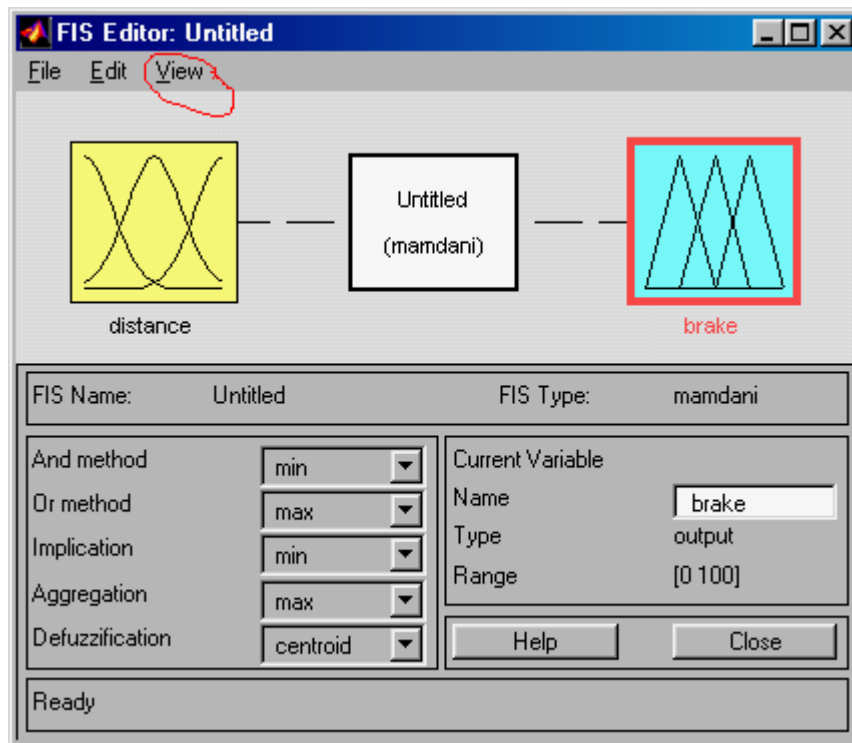 FIS Editor: Untitled
File Edit View
Untitled
(mamdani)
distance
brake
FIS Name: Untitled
FIS Type: mamdani
And method min
Or method max
Implication min
Aggregation max
Defuzzification centroid
Current Variable
Name brake
Type output
Range [0 100]
Help Close
Ready